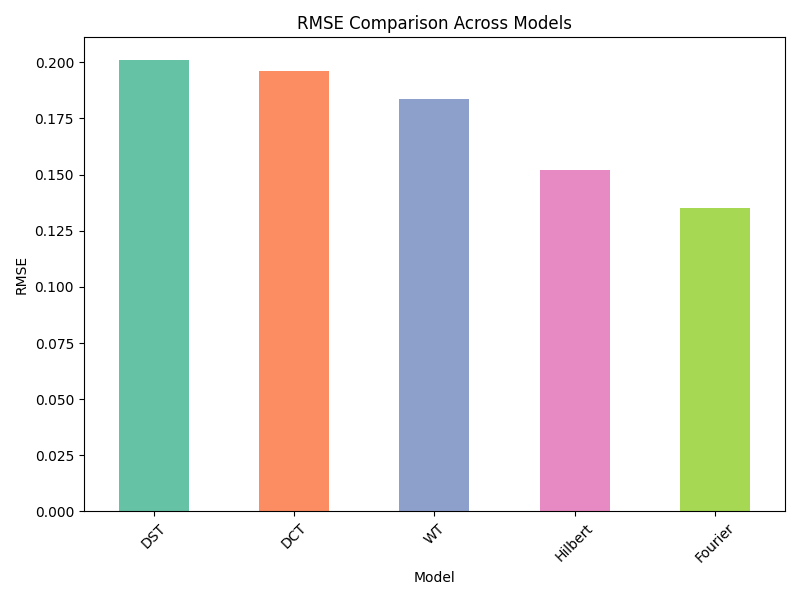 RMSE Comparison Across Models
0.200
0.175
0.150
0.125
0.100
0.075
0.050
0.025
0.000
RMSE
DST
DCT
WT
Hilbert
Fourier
Model